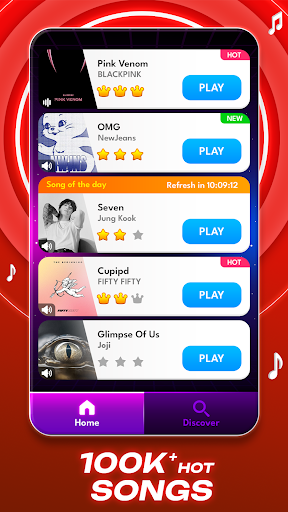 HOT
Pink Venom
BLACKPINK
PLAY
PINK VENOM
NEW
OMG
NewJeans
PLAY
Song of the day
Refresh in 10:09:12
Seven
Jung Kook
PLAY
HOT
Cupipd
FIFTY FIFTY
PLAY
Glimpse Of Us
Joji
PLAY
Home
Discover
100K+ HOT
SONGS